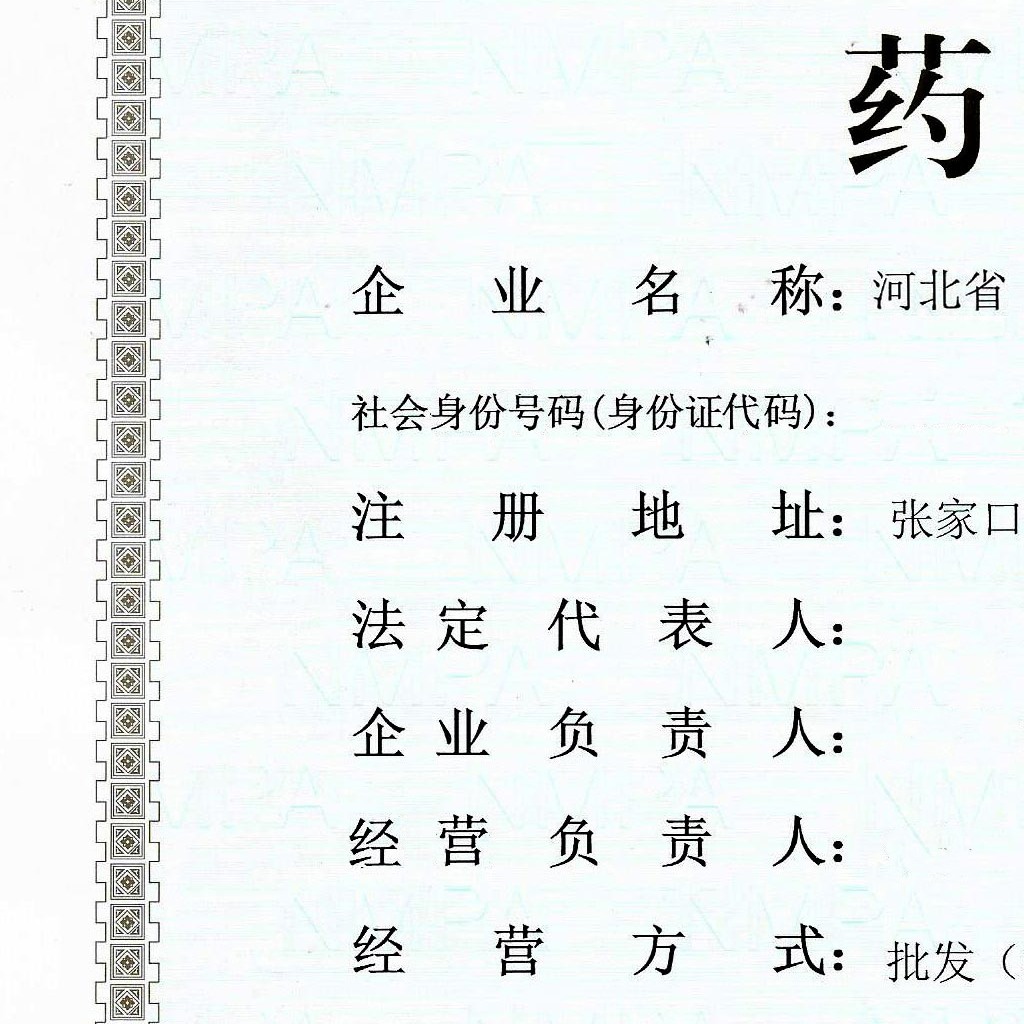 药
企业名称：河北省
社会身份号码(身份证代码)：
注册地址：张家口
法定代表人：
企业负责人：
经营负责人：
经营方式：批发（